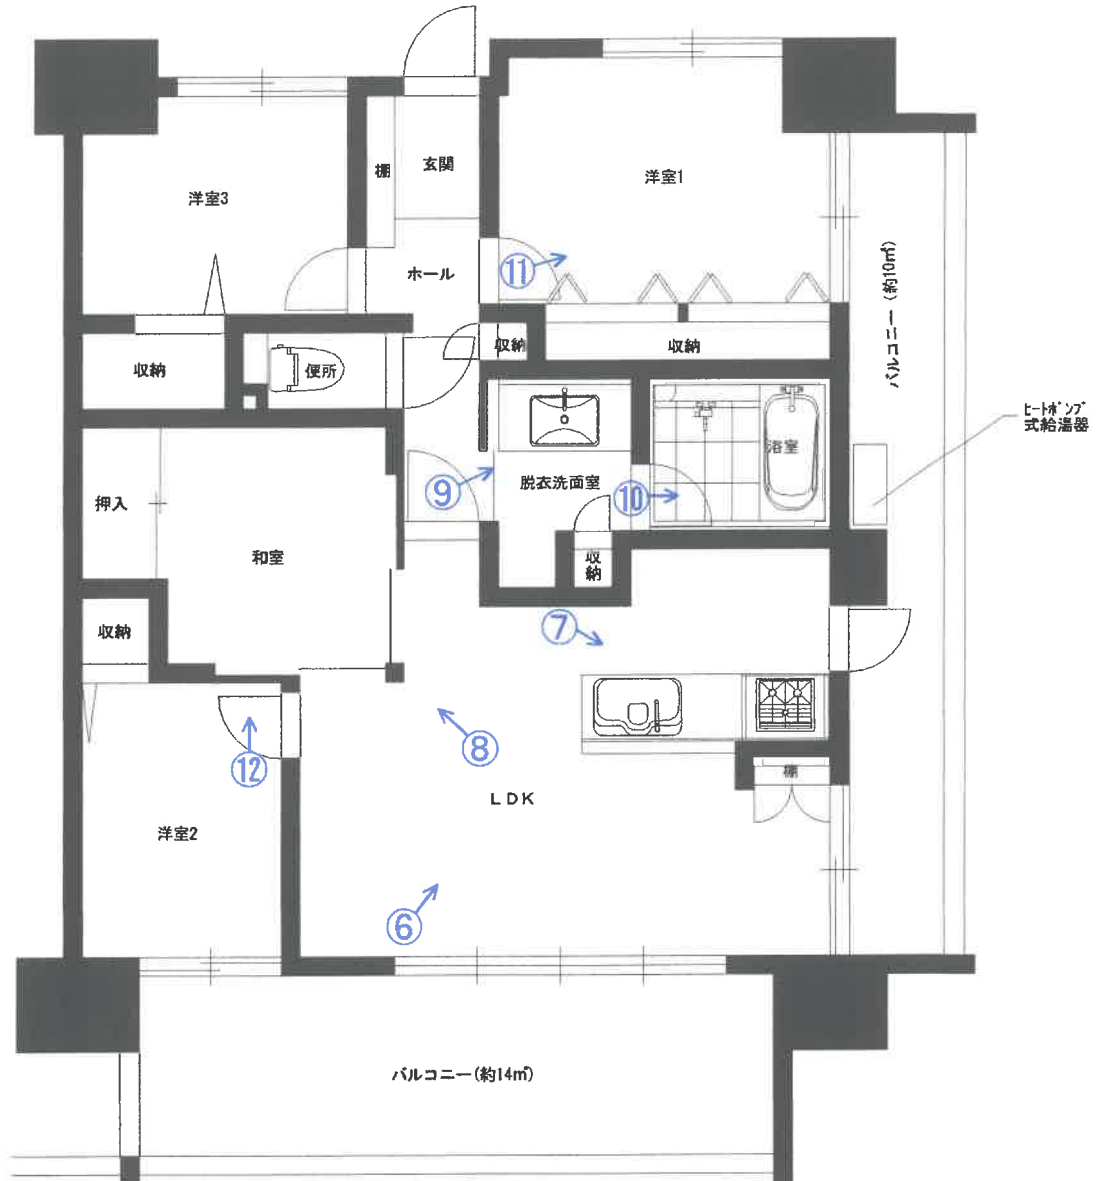 洋室3
棚
玄関
洋室1
ホール
⑪
収納
便所
収納
収納
バルコニー(約10㎡)
ヒートポンプ
式給湯器
押入
⑨
脱衣洗面室
⑩
浴室
和室
収納
収納
⑦
⑧
⑫
棚
LDK
洋室2
⑥
バルコニー(約14㎡)